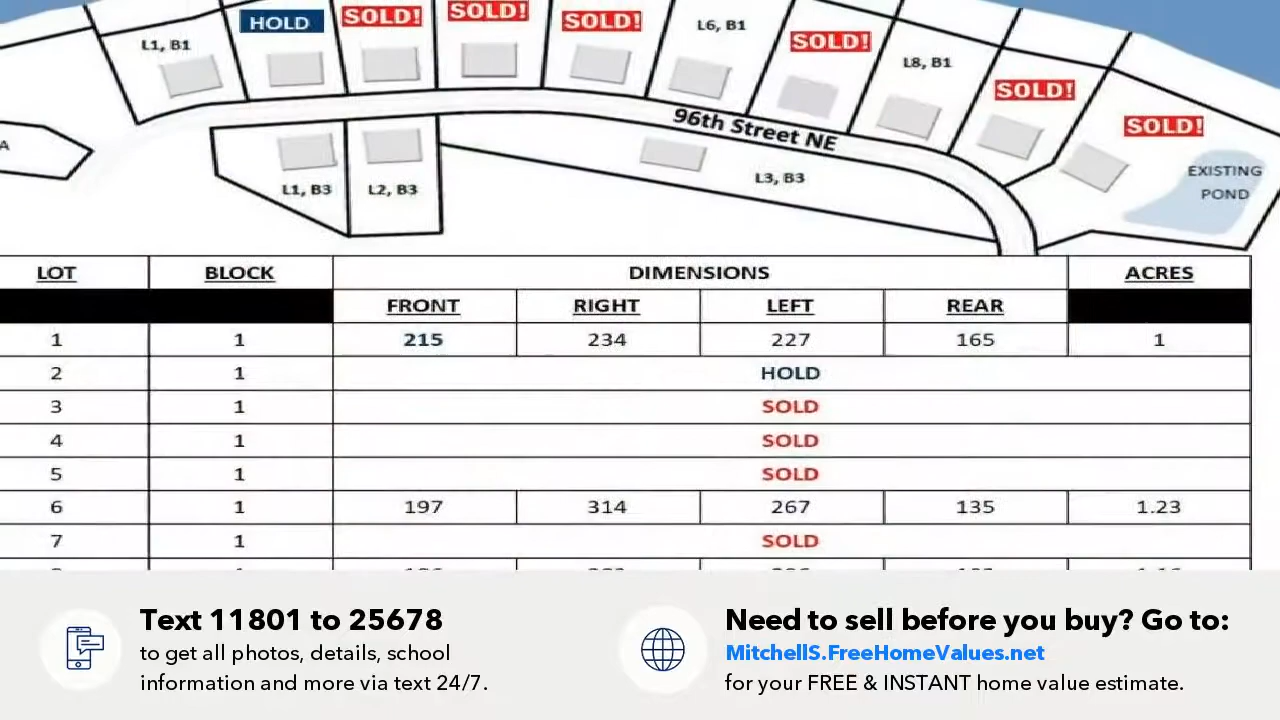 HOLD
SOLD!
SOLD!
SOLD!
L6, B1
SOLD!
L1, B1
L8, B1
SOLD!
SOLD!
96th Street NE
A
EXISTING
POND
L1, B3
L2, B3
L3, B3
LOT BLOCK DIMENSIONS ACRES
FRONT RIGHT LEFT REAR
1 1 215 234 227 165 1
2 1 HOLD
3 1 SOLD
4 1 SOLD
5 1 SOLD
6 1 197 314 267 135 1.23
7 1 SOLD
Text 11801 to 25678
to get all photos, details, school
information and more via text 24/7.
Need to sell before you buy? Go to:
MitchellS.FreeHomeValues.net
for your FREE & INSTANT home value estimate.